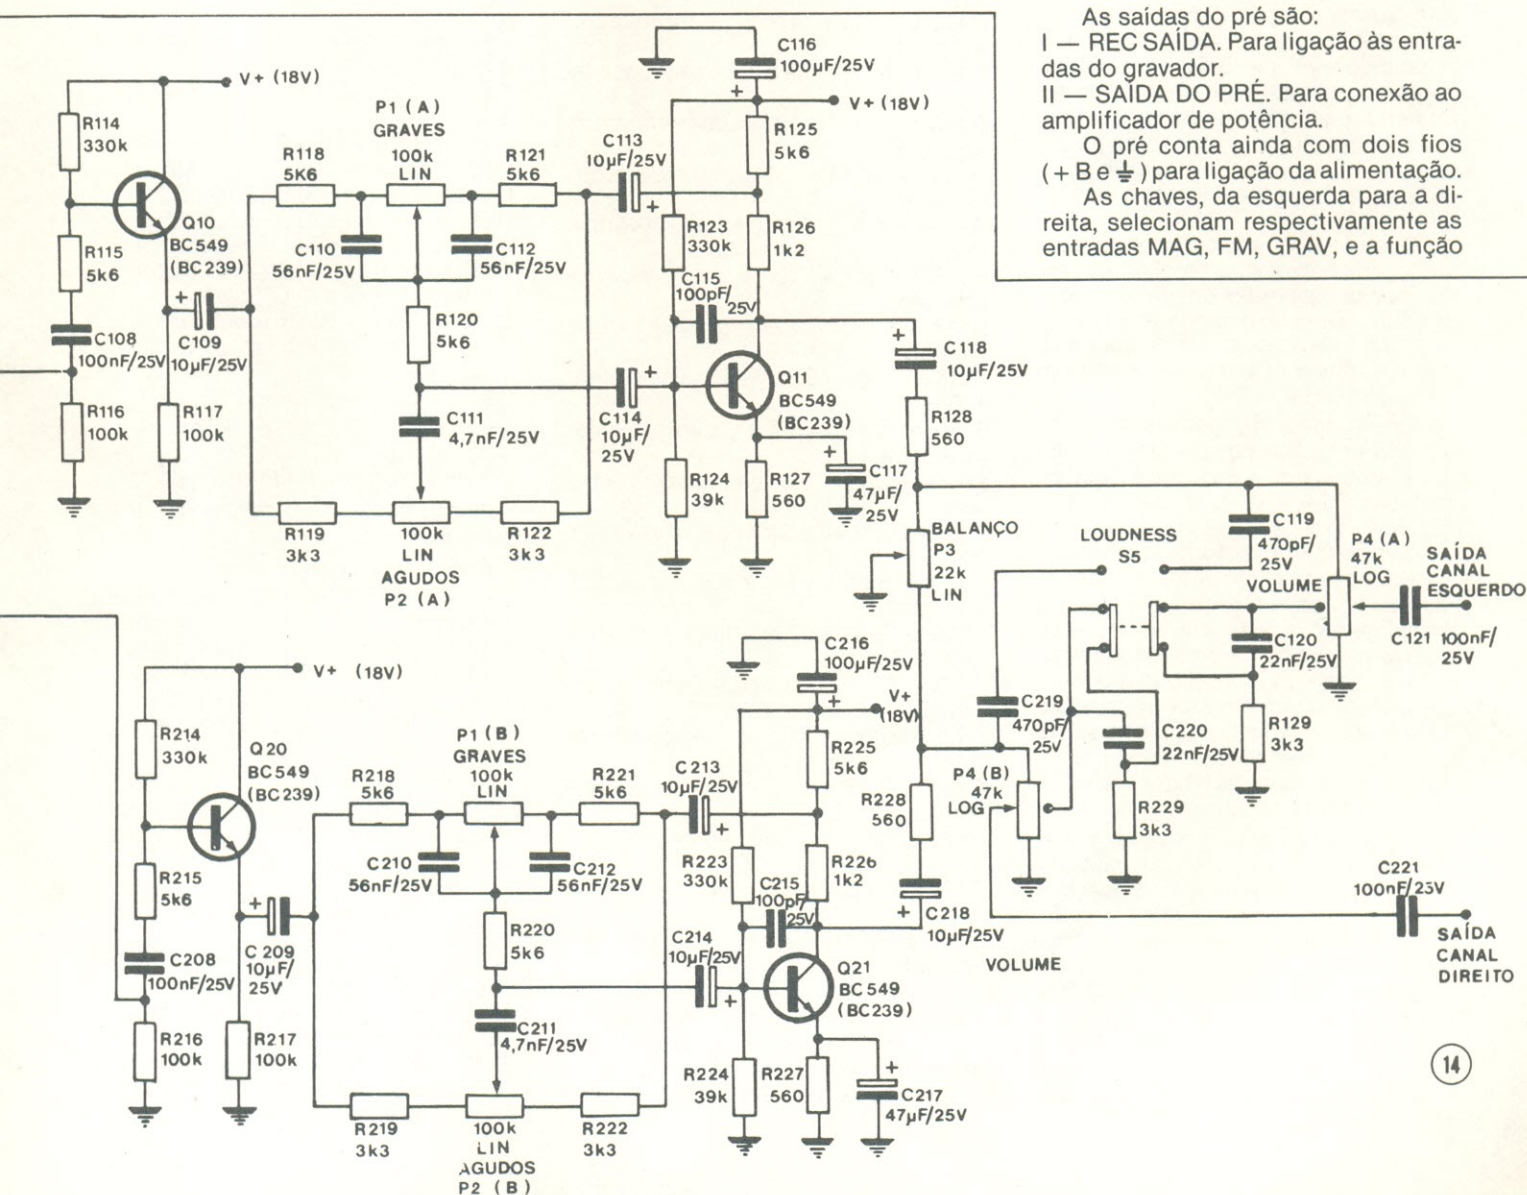 As saídas do pré são:
I — REC SAÍDA. Para ligação às entra-
das do gravador.
II — SAÍDA DO PRÉ. Para conexão ao
amplificador de potência.
O pré conta ainda com dois fios
(+ B e ⏚) para ligação da alimentação.
As chaves, da esquerda para a di-
reita, selecionam respectivamente as
entradas MAG, FM, GRAV, e a função
V+ (18V)
R114
330k
Q10
BC549
(BC239)
R115
5k6
C108
100nF/25V
+
C109
10µF/25V
R116
100k
R117
100k
P1 (A)
GRAVES
100k
LIN
R118
5K6
R121
5k6
C110
56nF/25V
C112
56nF/25V
R120
5k6
C111
4,7nF/25V
R119
3k3
100k
LIN
AGUDOS
P2 (A)
R122
3k3
C113
10µF/25V
+
C114
10µF/
25V
+
C116
100µF/25V
+
V+ (18V)
R125
5k6
R123
330k
R126
1k2
C115
100pF/
25V
Q11
BC549
(BC239)
R124
39k
R127
560
+
C117
47µF/
25V
+
C118
10µF/25V
R128
560
BALANÇO
P3
22k
LIN
LOUDNESS
S5
C119
470pF/
25V
VOLUME
P4 (A)
47k
LOG
SAÍDA
CANAL
ESQUERDO
C121 100nF/
25V
C120
22nF/25V
R129
3k3
C219
470pF/
25V
C220
22nF/25V
P4 (B)
47k
LOG
R229
3k3
VOLUME
C221
100nF/25V
SAÍDA
CANAL
DIREITO
V+ (18V)
R214
330k
Q20
BC549
(BC239)
R215
5k6
C208
100nF/25V
+
C209
10µF/
25V
R216
100k
R217
100k
P1 (B)
GRAVES
100k
LIN
R218
5k6
R221
5k6
C210
56nF/25V
C212
56nF/25V
R220
5k6
C211
4,7nF/25V
R219
3k3
100k
LIN
AGUDOS
P2 (B)
R222
3k3
C213
10µF/25V
+
C214
10µF/25V
+
C216
100µF/25V
+
V+
(18V)
R225
5k6
R223
330k
R226
1k2
C215
100pF/
25V
R228
560
+
C218
10µF/25V
Q21
BC549
(BC239)
R224
39k
R227
560
+
C217
47µF/25V
14